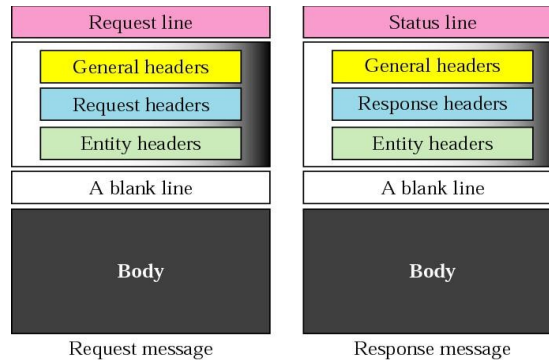 Request line
General headers
Request headers
Entity headers
A blank line
Body
Request message
Status line
General headers
Response headers
Entity headers
A blank line
Body
Response message